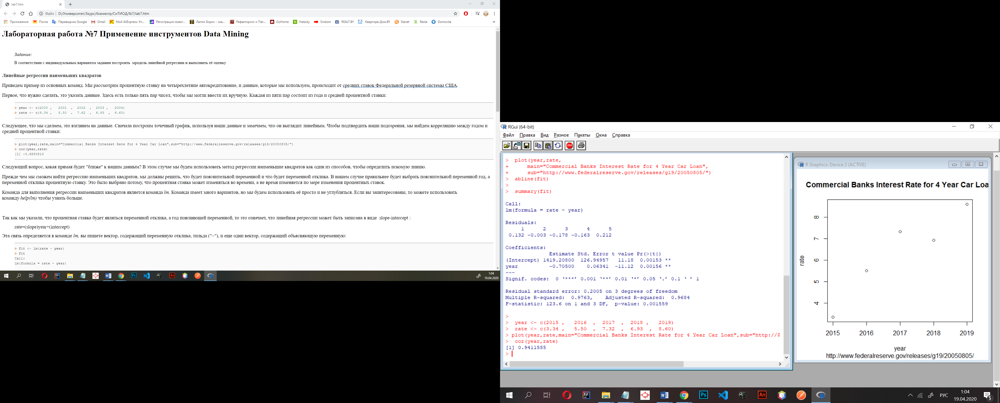 lab7.htm
Файл D:/Университет/3курс/6семестр/СиТИОД/lb7/lab7.htm
Приложения Почта Переводчик Google Gmail Мой AliExpress: Уп... Регистрация новог... Лапин Борис - ска... Рефакторинг и Пат... GoHome Hata.by Sindom REALT.BY Квартира-Дом.BY Slanet Resta Domovita »
Лабораторная работа №7 Применение инструментов Data Mining
Задание:
В соответствии с индивидуальным вариантом задания построить мродель линейной регресиии и выполнить её оценку
Линейные регрессии наименьших квадратов
Приведем пример из основных команд. Мы рассмотрим процентную ставку на четырехлетние автокредитование, и данные, которые мы используем, происходит от средних ставок Федеральной резервной системы США.
Первое, что нужно сделать, это указать данные. Здесь есть только пять пар чисел, чтобы мы могли ввести их вручную. Каждая из пяти пар состоит из года и средней процентной ставки:
> year <- c(2000 , 2001 , 2002 , 2003 , 2004)
> rate <- c(9.34 , 8.50 , 7.62 , 6.93 , 6.60)
Следующее, что мы сделаем, это взглянем на данные. Сначала построим точечный график, используя наши данные и замечаем, что он выглядит линейным. Чтобы подтвердить наши подозрения, мы найдем корреляцию между годом и
средней процентной ставки:
> plot(year,rate,main="Commercial Banks Interest Rate for 4 Year Car Loan",sub="http://www.federalreserve.gov/releases/g19/20050805/")
> cor(year,rate)
[1] -0.9880813
Следующий вопрос, какая прямая будет "ближе" к нашим данным? В этом случае мы будем использовать метод регрессии наименьшие квадратов как один из способов, чтобы определить искомую линию.
Прежде чем мы сможем найти регрессию наименьших квадратов, мы должны решить, что будет пояснительной переменной и что будет переменной отклика. В нашем случае правильнее будет выбрать пояснительной переменной год, а
переменной отклика процентную ставку. Это было выбрано потому, что процентная ставка может изменяться во времени, а не время изменяется по мере изменения процентных ставок.
Команда для выполнения регрессии наименьших квадратов является команда lm. Команда имеет много вариантов, но мы будем использовать её просто и не углубляться. Если вы заинтересованы, то можете использовать
команду help(lm) чтобы узнать больше.
Так как мы указали, что процентная ставка будет являться переменной отклика, а год поясняющей переменной, то это означает, что линейная регрессии может быть записана в виде slope-intercept :
rate=(slope)year+(intercept)
Эта связь определяется в команде lm, вы пишете вектор, содержащий переменную отклика, тильда ("~"), и еще одни вектор, содержащий объясняющую переменную:
> fit <- lm(rate ~ year)
> fit
Call:
lm(formula = rate ~ year)
1:04
19.04.2020
RGui (64-bit)
Файл Правка Вид Разное Пакеты Окна Справка
STOP
> plot(year,rate,
+ main="Commercial Banks Interest Rate for 4 Year Car Loan",
+ sub="http://www.federalreserve.gov/releases/g19/20050805/")
> abline(fit)
>
> summary(fit)
Call:
lm(formula = rate ~ year)
Residuals:
1 2 3 4 5
0.132 -0.003 -0.178 -0.163 0.212
Coefficients:
Estimate Std. Error t value Pr(>|t|)
(Intercept) 1419.20800 126.94957 11.18 0.00153 **
year -0.70500 0.06341 -11.12 0.00156 **
---
Signif. codes: 0 ‘***’ 0.001 ‘**’ 0.01 ‘*’ 0.05 ‘.’ 0.1 ‘ ’ 1
Residual standard error: 0.2005 on 3 degrees of freedom
Multiple R-squared: 0.9763, Adjusted R-squared: 0.9684
F-statistic: 123.6 on 1 and 3 DF, p-value: 0.001559
>
> year <- c(2015 , 2016 , 2017 , 2018 , 2019)
> rate <- c(3.34 , 5.50 , 7.32 , 6.93 , 8.60)
> plot(year,rate,main="Commercial Banks Interest Rate for 4 Year Car Loan",sub="http://$
> cor(year,rate)
[1] 0.9411585
>
R Graphics: Device 2 (ACTIVE)
Commercial Banks Interest Rate for 4 Year Car Loa
rate
8
7
6
5
4
2015 2016 2017 2018 2019
year
http://www.federalreserve.gov/releases/g19/20050805/
РУС
1:04
19.04.2020
5